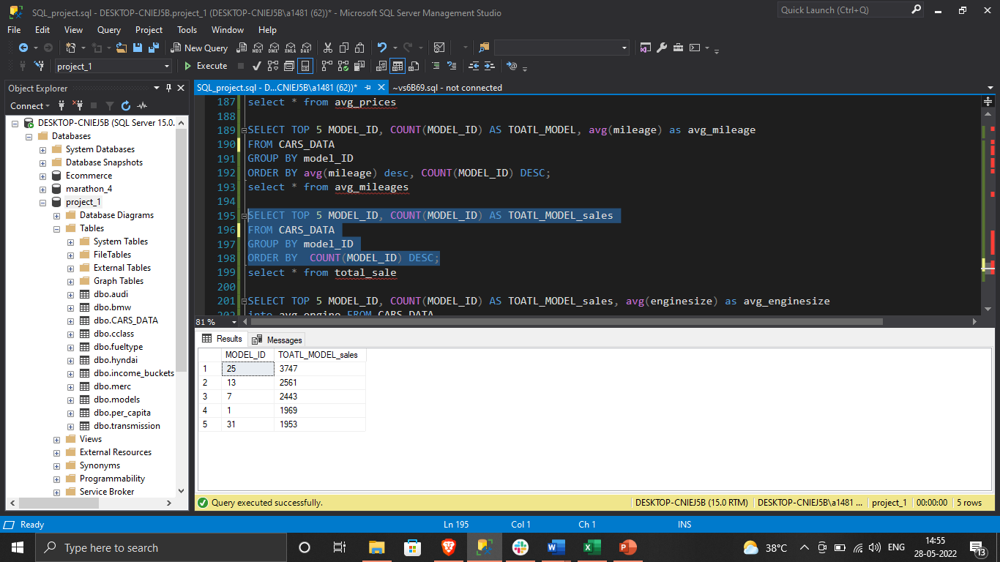 SQL_project.sql - DESKTOP-CNIEJ5B.project_1 (DESKTOP-CNIEJ5B\a1481 (62))* - Microsoft SQL Server Management Studio
Quick Launch (Ctrl+Q)
File Edit View Query Project Tools Window Help
New Query MDX DMX XMLA DAX
project_1 Execute
Object Explorer
Connect
DESKTOP-CNIEJ5B (SQL Server 15.0.
Databases
System Databases
Database Snapshots
Ecommerce
marathon_4
project_1
Database Diagrams
Tables
System Tables
FileTables
External Tables
Graph Tables
dbo.audi
dbo.bmw
dbo.CARS_DATA
dbo.cclass
dbo.fueltype
dbo.hyndai
dbo.income_buckets
dbo.merc
dbo.models
dbo.per_capita
dbo.transmission
Views
External Resources
Synonyms
Programmability
Service Broker
SQL_project.sql - D...CNIEJ5B\a1481 (62))* ~vs6B69.sql - not connected
187 select * from avg_prices
188
189 SELECT TOP 5 MODEL_ID, COUNT(MODEL_ID) AS TOATL_MODEL, avg(mileage) as avg_mileage
190 FROM CARS_DATA
191 GROUP BY model_ID
192 ORDER BY avg(mileage) desc, COUNT(MODEL_ID) DESC;
193 select * from avg_mileages
194
195 SELECT TOP 5 MODEL_ID, COUNT(MODEL_ID) AS TOATL_MODEL_sales
196 FROM CARS_DATA
197 GROUP BY model_ID
198 ORDER BY  COUNT(MODEL_ID) DESC;
199 select * from total_sale
200
201 SELECT TOP 5 MODEL_ID, COUNT(MODEL_ID) AS TOATL_MODEL_sales, avg(enginesize) as avg_enginesize
202 into avg_engine FROM CARS_DATA
81 %
Results Messages
MODEL_ID TOATL_MODEL_sales
1 25 3747
2 13 2561
3 7 2443
4 1 1969
5 31 1953
Query executed successfully. DESKTOP-CNIEJ5B (15.0 RTM) DESKTOP-CNIEJ5B\a1481 ... project_1 00:00:00 5 rows
Ready Ln 195 Col 1 Ch 1 INS
Type here to search
38°C ENG 14:55
28-05-2022
13